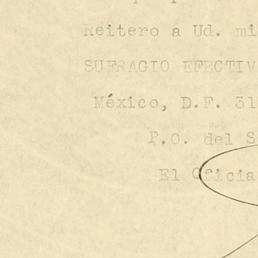 Reitero a Ud. mi
SUFRAGIO EFECTIV
México, D.F. 31
P.O. del S
El Oficia